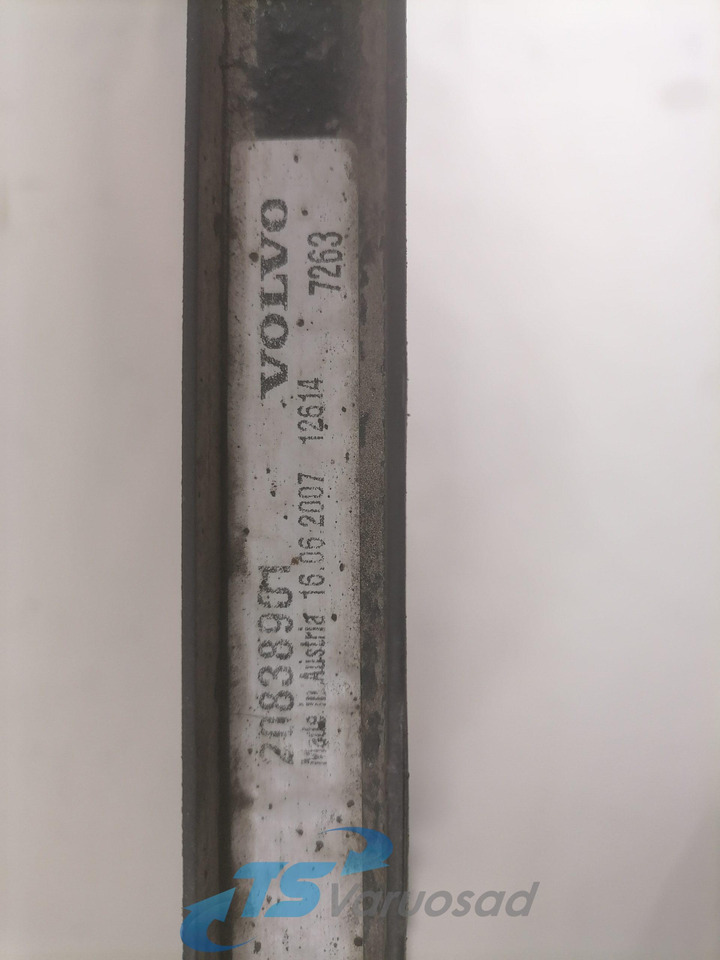 20838901 VOLVO
Made in Austria 16.06.2007 12614 7263
TS Varuosad